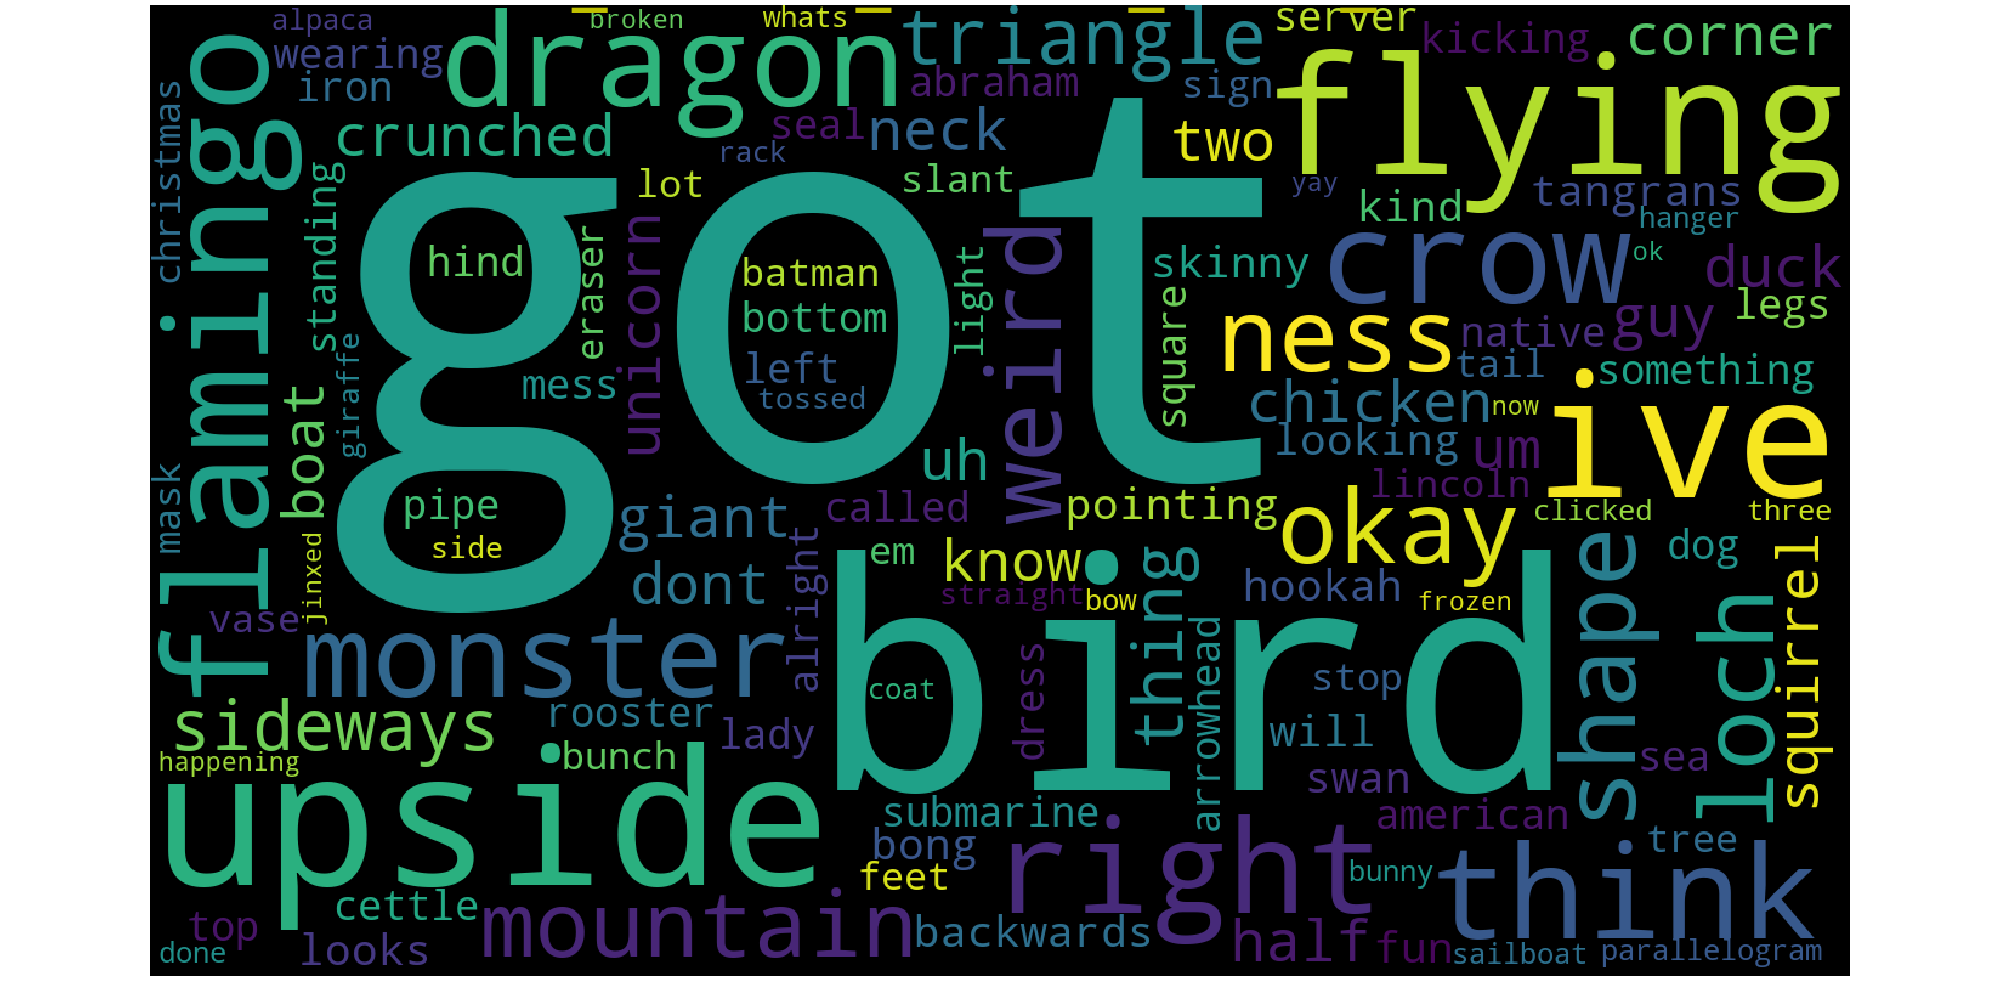 alpaca
broken
whats
server
wearing
dragon
triangle
kicking
corner
iron
abraham
sign
flying
flamingo
christmas
crunched
seal
neck
two
rack
lot
slant
yay
tangrans
kind
hanger
standing
got
hind
eraser
unicorn
batman
light
weird
skinny
crow
ok
duck
bottom
square
ness
native
guy
legs
giraffe
mess
left
tossed
tail
something
chicken
now
ive
boat
looking
um
uh
lincoln
mask
pipe
giant
called
pointing
okay
clicked
three
side
jinxed
alright
em
know
thing
shape
dog
squirrel
dont
straight
bow
hookah
frozen
loch
vase
monster
bird
arrowhead
dress
coat
stop
sideways
rooster
lady
will
bunch
sea
happening
upside
swan
submarine
american
bong
right
tree
feet
bunny
think
cettle
top
mountain
backwards
half
fun
done
looks
sailboat
parallelogram